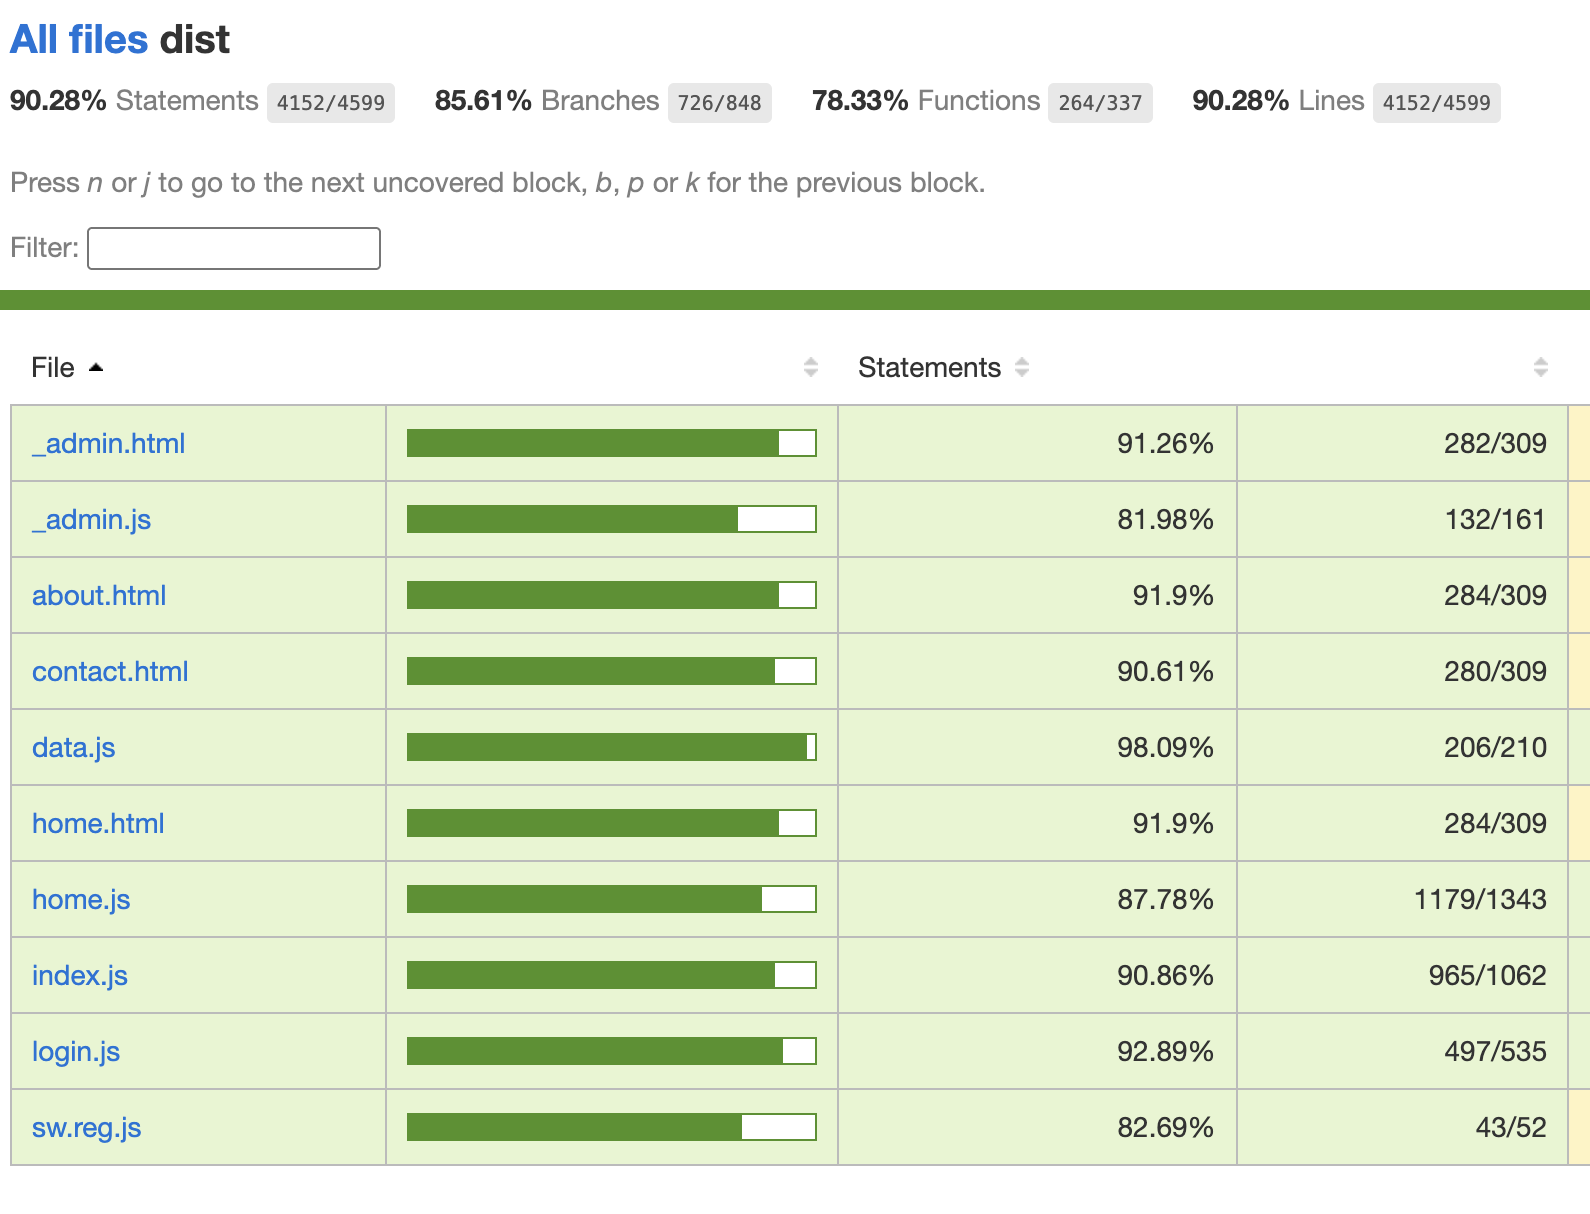 All files dist
90.28% Statements 4152/4599 85.61% Branches 726/848 78.33% Functions 264/337 90.28% Lines 4152/4599
Press n or j to go to the next uncovered block, b, p or k for the previous block.
Filter:
File Statements
_admin.html 91.26% 282/309
_admin.js 81.98% 132/161
about.html 91.9% 284/309
contact.html 90.61% 280/309
data.js 98.09% 206/210
home.html 91.9% 284/309
home.js 87.78% 1179/1343
index.js 90.86% 965/1062
login.js 92.89% 497/535
sw.reg.js 82.69% 43/52